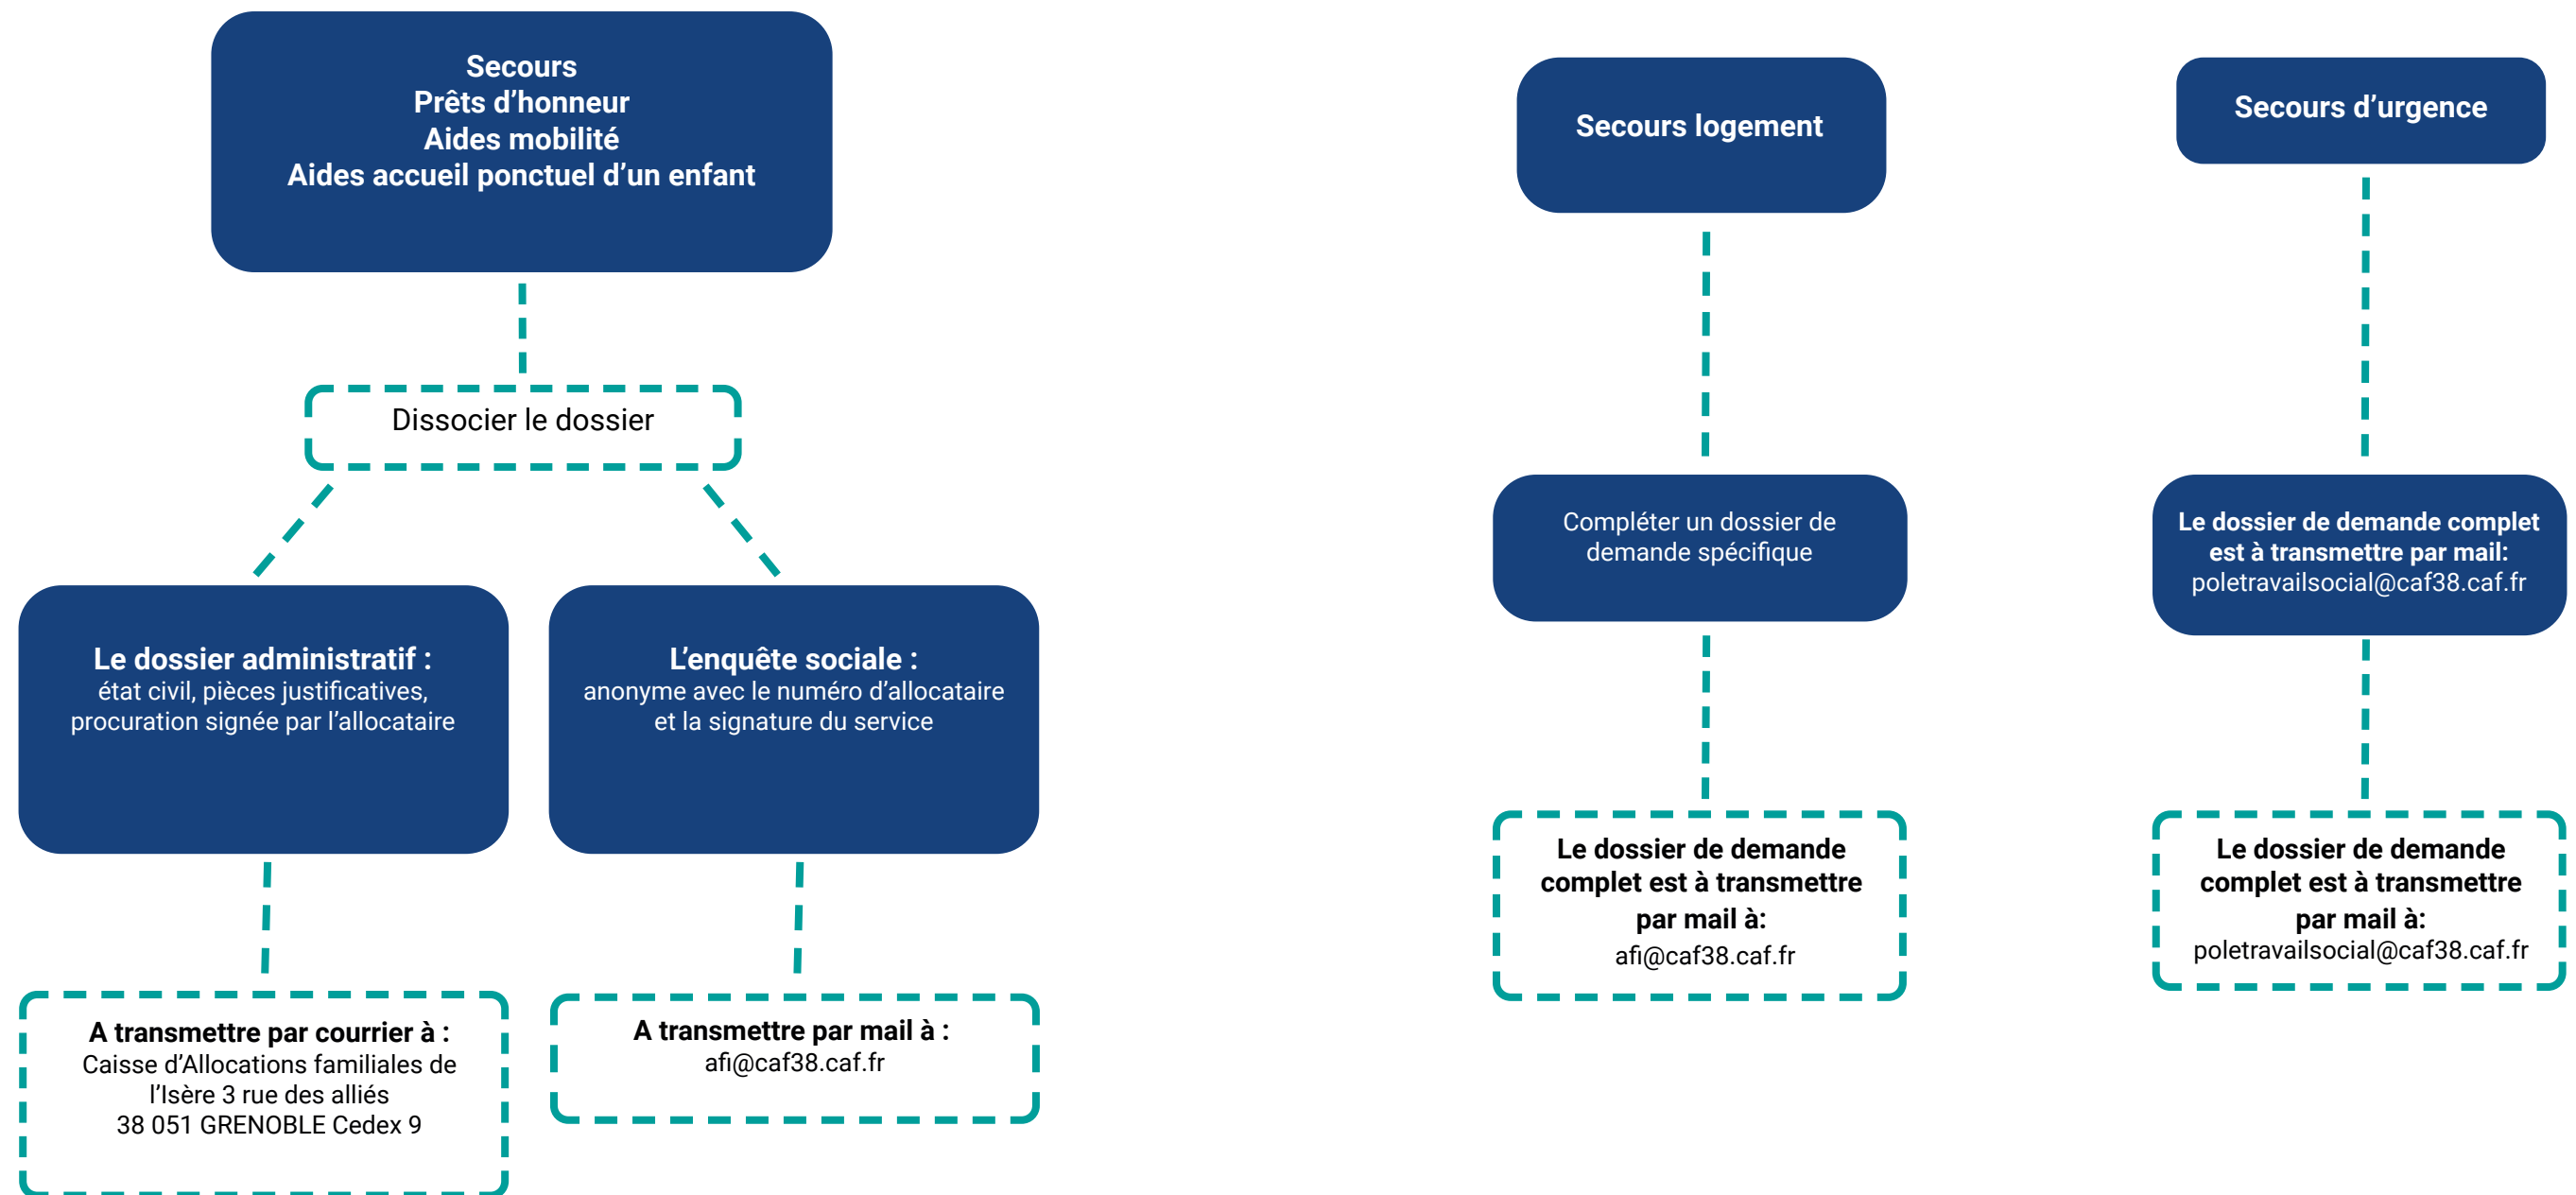 Secours
Prêts d’honneur
Aides mobilité
Aides accueil ponctuel d’un enfant
Dissocier le dossier
Le dossier administratif :
état civil, pièces justificatives,
procuration signée par l’allocataire
L’enquête sociale :
anonyme avec le numéro d’allocataire
et la signature du service
A transmettre par courrier à :
Caisse d’Allocations familiales de
l’Isère 3 rue des alliés
38 051 GRENOBLE Cedex 9
A transmettre par mail à :
afi@caf38.caf.fr
Secours logement
Compléter un dossier de
demande spécifique
Le dossier de demande
complet est à transmettre
par mail à:
afi@caf38.caf.fr
Secours d’urgence
Le dossier de demande complet
est à transmettre par mail:
poletravailsocial@caf38.caf.fr
Le dossier de demande
complet est à transmettre
par mail à:
poletravailsocial@caf38.caf.fr